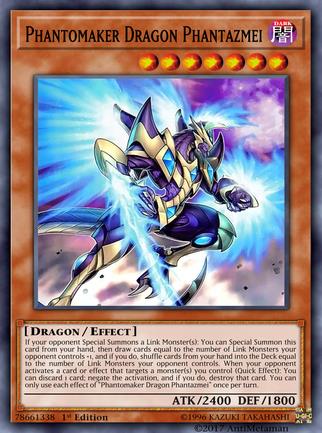 PHANTOMAKER DRAGON PHANTAZMEI
DARK
闇
[DRAGON / EFFECT]
If your opponent Special Summons a Link Monster(s): You can Special Summon this
card from your hand, then draw cards equal to the number of Link Monsters your
opponent controls +1, and if you do, shuffle cards from your hand into the Deck equal
to the number of Link Monsters your opponent controls. When your opponent
activates a card or effect that targets a monster(s) you control (Quick Effect): You
can discard 1 card; negate the activation, and if you do, destroy that card. You can
only use each effect of "Phantomaker Dragon Phantazmei" once per turn.
ATK/2400 DEF/1800
78661338 1st Edition ©1996 KAZUKI TAKAHASHI
©2017 AntiMetaman